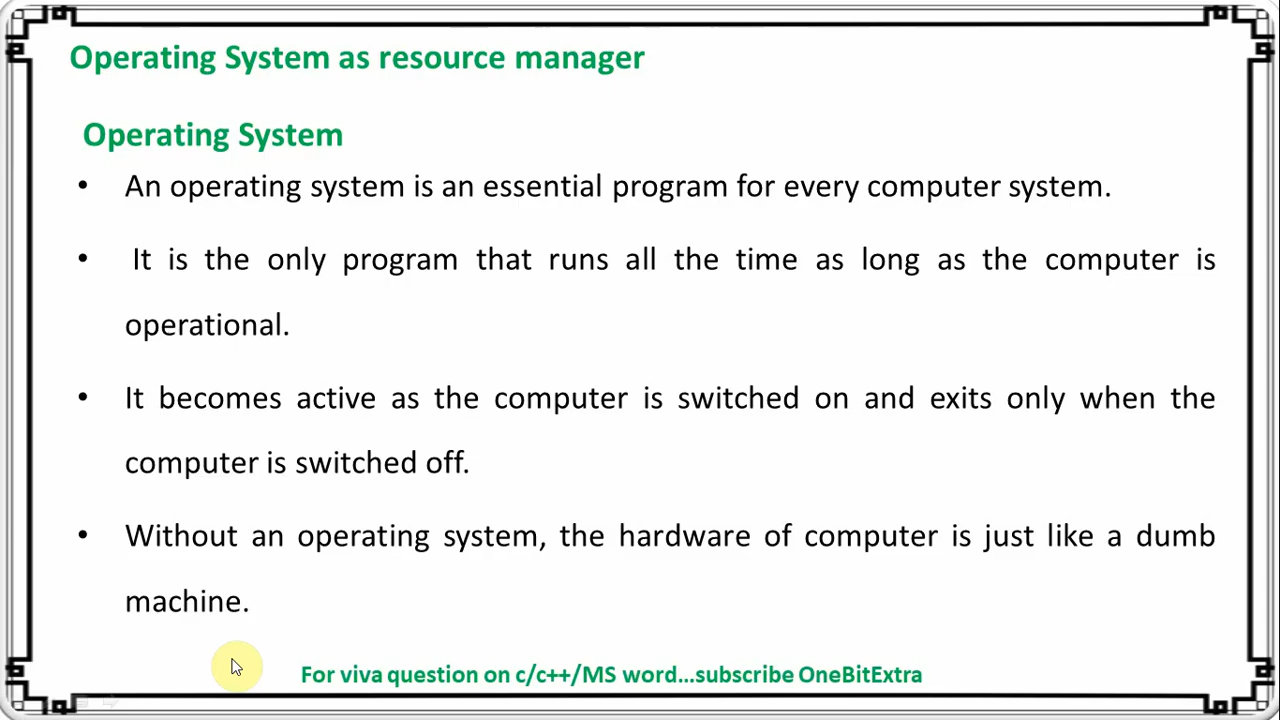 Operating System as resource manager
Operating System
• An operating system is an essential program for every computer system.
• It is the only program that runs all the time as long as the computer is
operational.
• It becomes active as the computer is switched on and exits only when the
computer is switched off.
• Without an operating system, the hardware of computer is just like a dumb
machine.
For viva question on c/c++/MS word...subscribe OneBitExtra